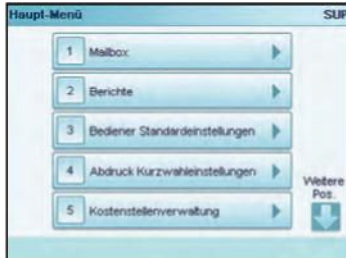 Haupt-Menü SUP
1 Mailbox
2 Berichte
3 Bediener Standardeinstellungen
4 Abdruck Kurzwahleinstellungen
5 Kostenstellenverwaltung
Weitere
Pos.